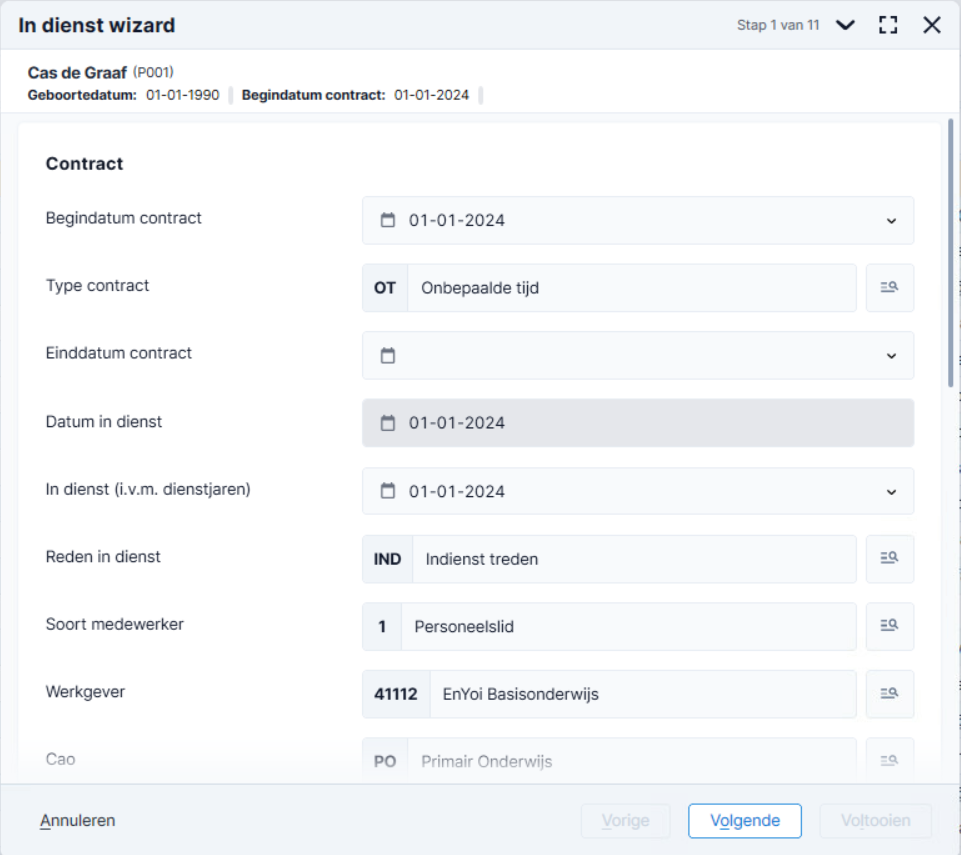 In dienst wizard Stap 1 van 11
Cas de Graaf (P001)
Geboortedatum: 01-01-1990 Begindatum contract: 01-01-2024
Contract
Begindatum contract 01-01-2024
Type contract OT Onbepaalde tijd
Einddatum contract
Datum in dienst 01-01-2024
In dienst (i.v.m. dienstjaren) 01-01-2024
Reden in dienst IND Indienst treden
Soort medewerker 1 Personeelslid
Werkgever 41112 EnYoi Basisonderwijs
Cao PO Primair Onderwijs
Annuleren Vorige Volgende Voltooien